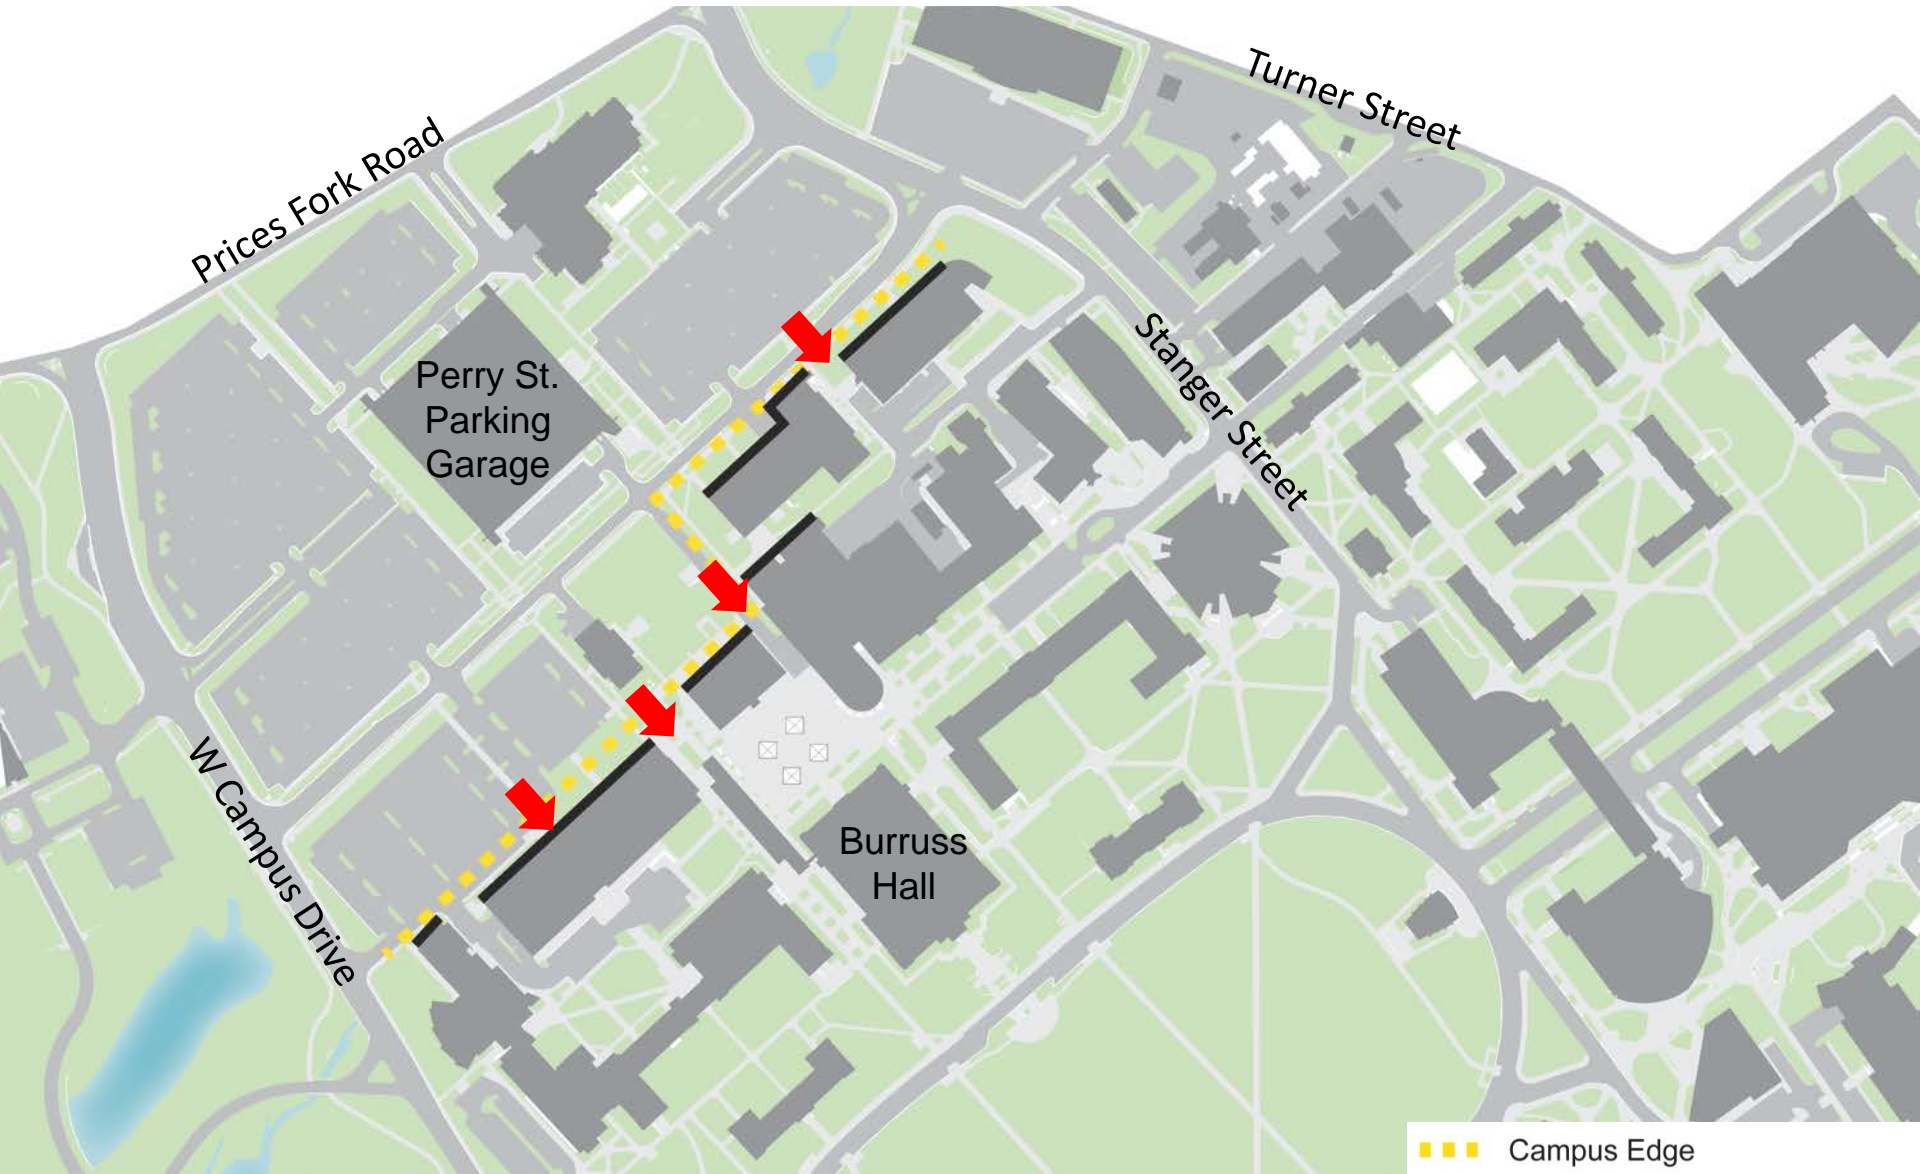 Turner Street
Prices Fork Road
Perry St.
Parking
Garage
Stanger Street
W Campus Drive
Burruss
Hall
Campus Edge